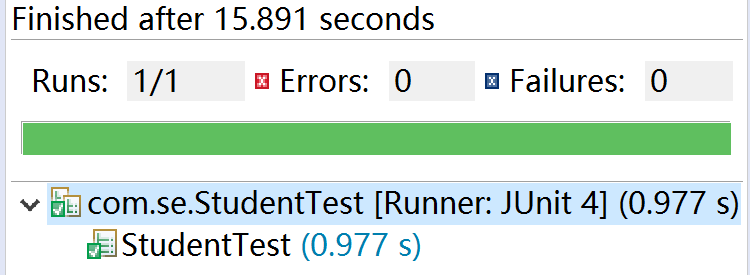 Finished after 15.891 seconds
Runs: 1/1 Errors: 0 Failures: 0
com.se.StudentTest [Runner: JUnit 4] (0.977 s)
StudentTest (0.977 s)